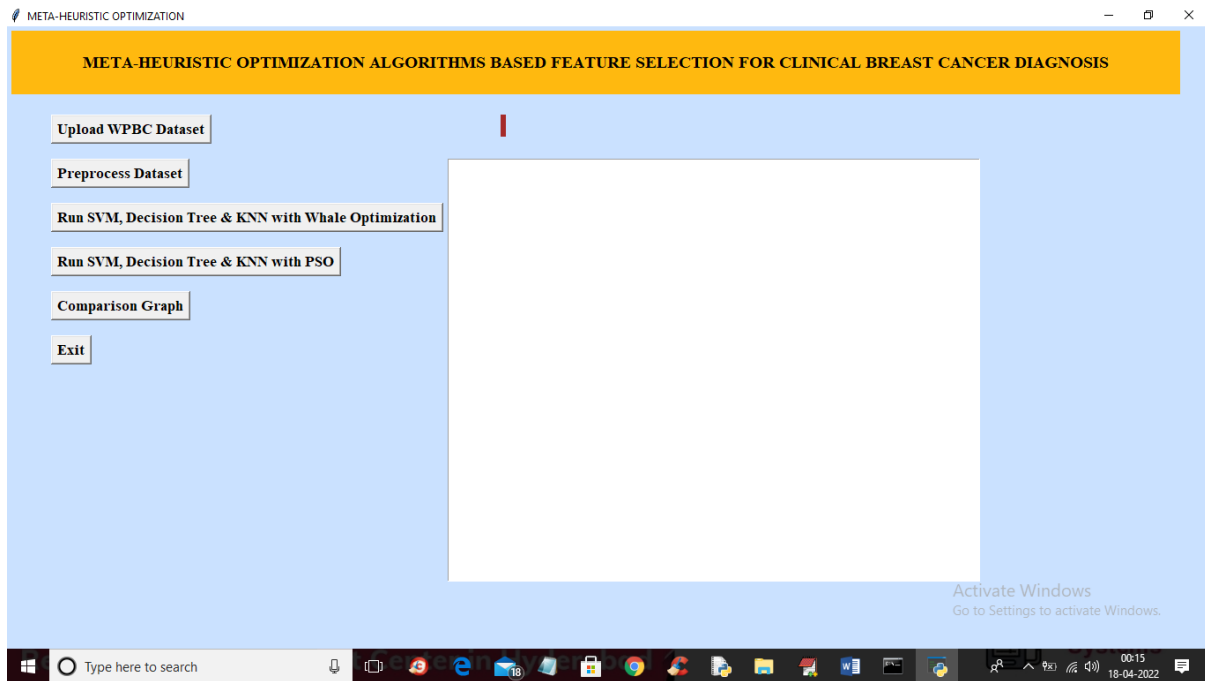 META-HEURISTIC OPTIMIZATION
META-HEURISTIC OPTIMIZATION ALGORITHMS BASED FEATURE SELECTION FOR CLINICAL BREAST CANCER DIAGNOSIS
Upload WPBC Dataset
Preprocess Dataset
Run SVM, Decision Tree & KNN with Whale Optimization
Run SVM, Decision Tree & KNN with PSO
Comparison Graph
Exit
Activate Windows
Go to Settings to activate Windows.
Type here to search
18
00:15
18-04-2022